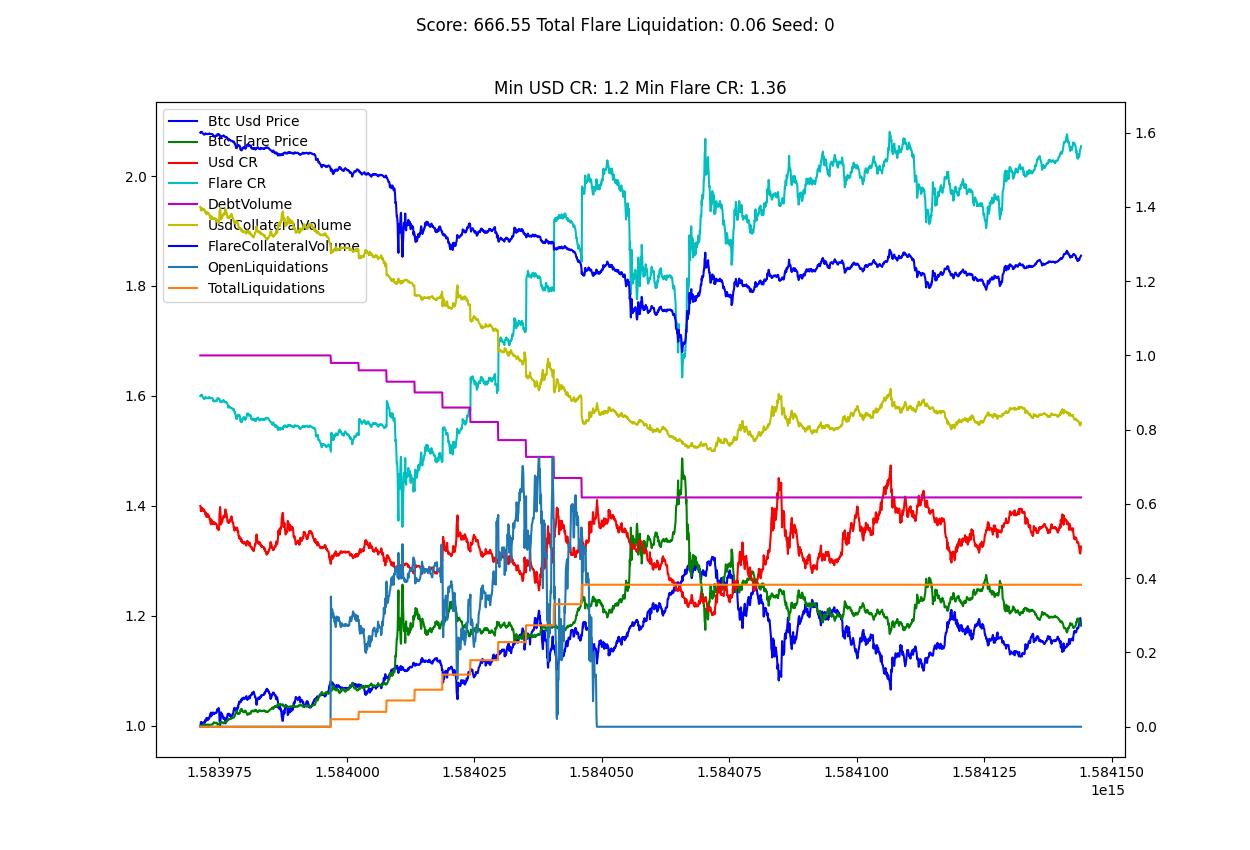 Score: 666.55 Total Flare Liquidation: 0.06 Seed: 0
Min USD CR: 1.2 Min Flare CR: 1.36
Btc Usd Price
Btc Flare Price
Usd CR
Flare CR
DebtVolume
UsdCollateralVolume
FlareCollateralVolume
OpenLiquidations
TotalLiquidations
2.0
1.8
1.6
1.4
1.2
1.0
1.6
1.4
1.2
1.0
0.8
0.6
0.4
0.2
0.0
1.583975 1.584000 1.584025 1.584050 1.584075 1.584100 1.584125 1.584150
1e15